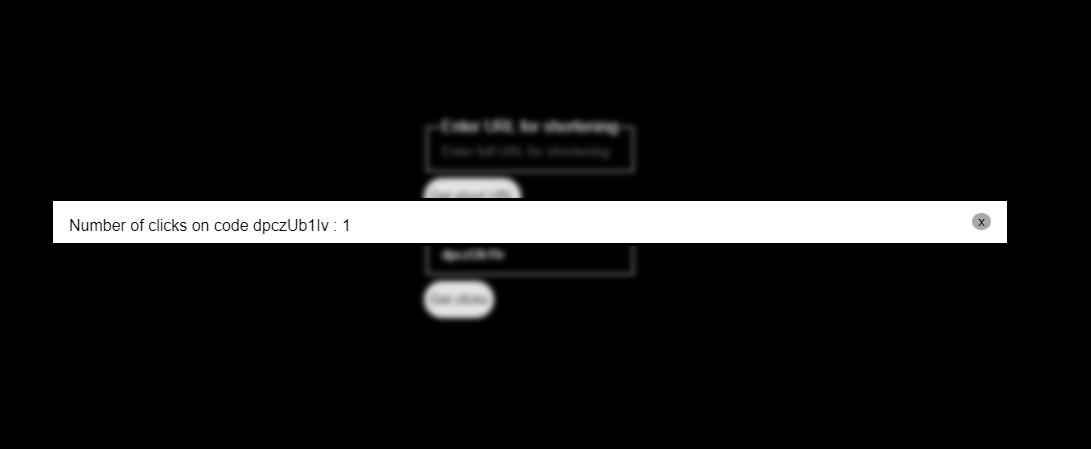 Enter URL for shortening
Enter full URL for shortening
Number of clicks on code dpczUb1lv : 1
x
dpczUb1lv
Get clicks